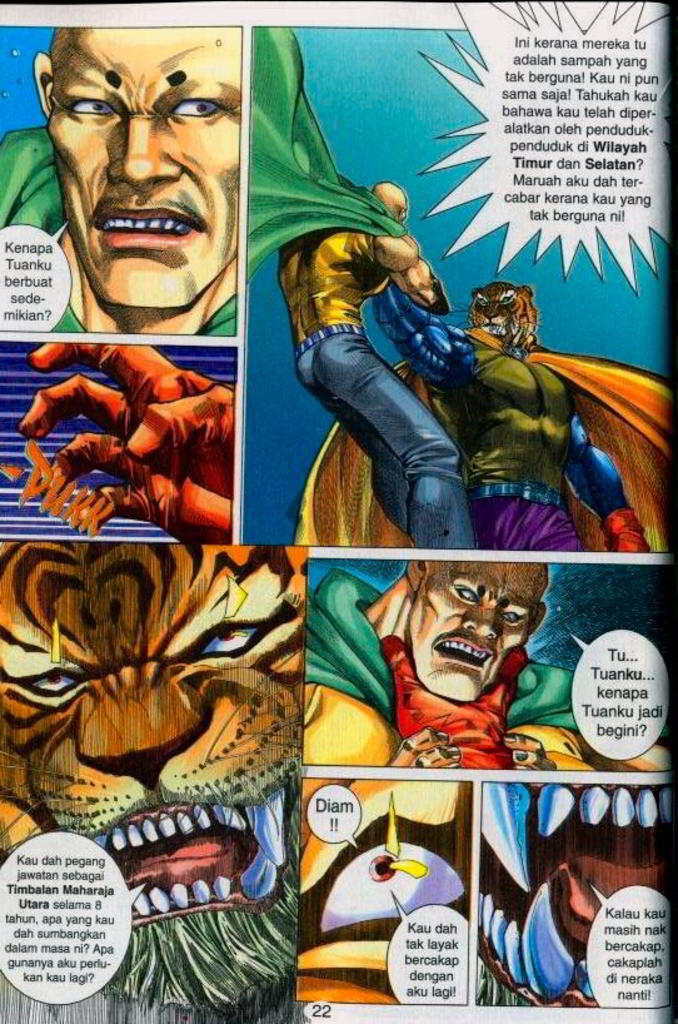 Kenapa
Tuanku
berbuat
sede-
mikian?
Ini kerana mereka tu
adalah sampah yang
tak berguna! Kau ni pun
sama saja! Tahukah kau
bahawa kau telah diper-
alatkan oleh penduduk-
penduduk di Wilayah
Timur dan Selatan?
Maruah aku dah ter-
cabar kerana kau yang
tak berguna ni!
Kau dah pegang
jawatan sebagai
Timbalan Maharaja
Utara selama 8
tahun, apa yang kau
dah sumbangkan
dalam masa ni? Apa
gunanya aku perlu-
kan kau lagi?
Tu...
Tuanku...
kenapa
Tuanku jadi
begini?
Diam
!!
Kau dah
tak layak
bercakap
dengan
aku lagi!
Kalau kau
masih nak
bercakap,
cakaplah
di neraka
nanti!
22